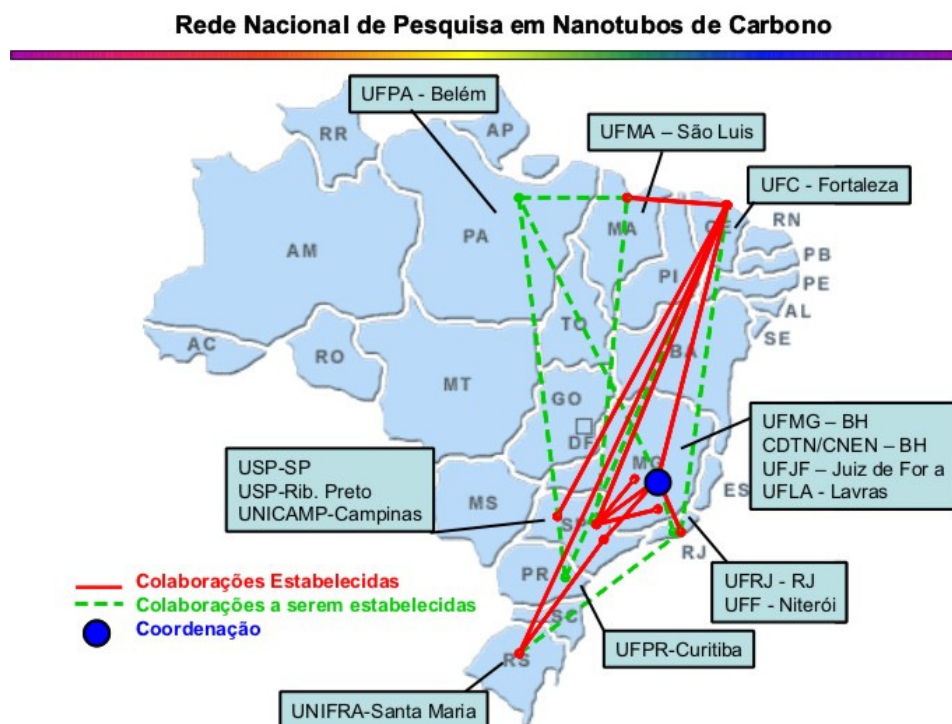 Rede Nacional de Pesquisa em Nanotubos de Carbono
UFPA - Belém
UFMA – São Luis
UFC - Fortaleza
RR
AP
AM
PA
MA
CE
RN
PB
PE
AL
SE
PI
TO
BA
AC
RO
MT
GO
DF
MG
ES
MS
SP
RJ
PR
SC
RS
UFMG – BH
CDTN/CNEN – BH
UFJF – Juiz de For a
UFLA - Lavras
USP-SP
USP-Rib. Preto
UNICAMP-Campinas
UFRJ - RJ
UFF - Niterói
Colaborações Estabelecidas
Colaborações a serem estabelecidas
Coordenação
UFPR-Curitiba
UNIFRA-Santa Maria